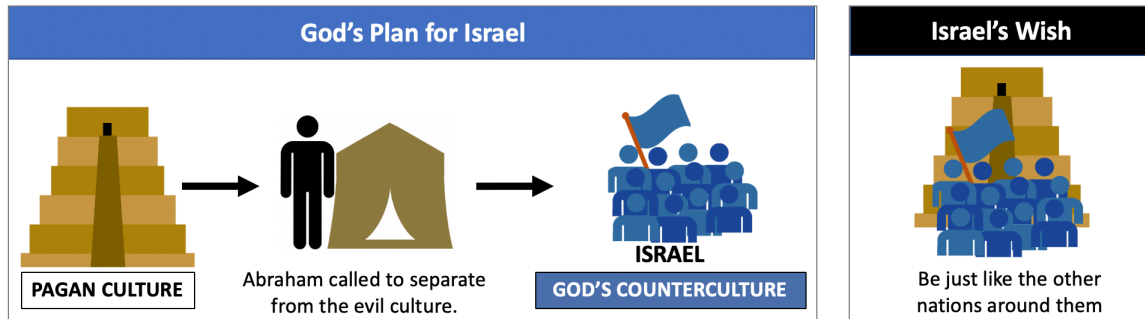 God's Plan for Israel
PAGAN CULTURE
Abraham called to separate
from the evil culture.
ISRAEL
GOD'S COUNTERCULTURE
Israel's Wish
Be just like the other
nations around them